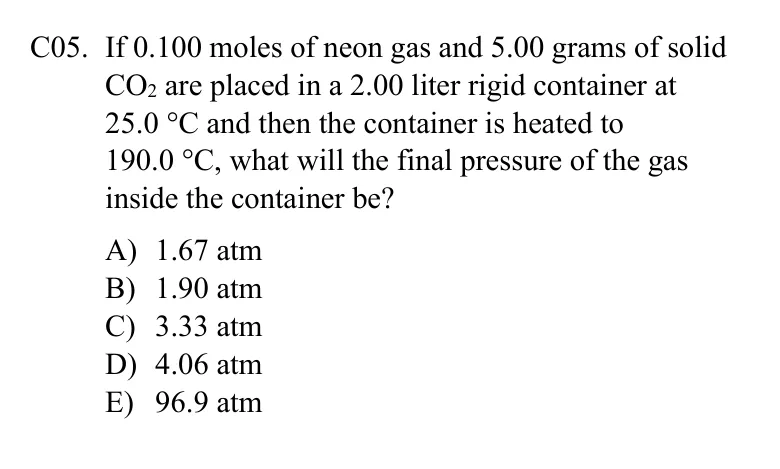 C05. If 0.100 moles of neon gas and 5.00 grams of solid
CO₂ are placed in a 2.00 liter rigid container at
25.0 °C and then the container is heated to
190.0 °C, what will the final pressure of the gas
inside the container be?
A) 1.67 atm
B) 1.90 atm
C) 3.33 atm
D) 4.06 atm
E) 96.9 atm